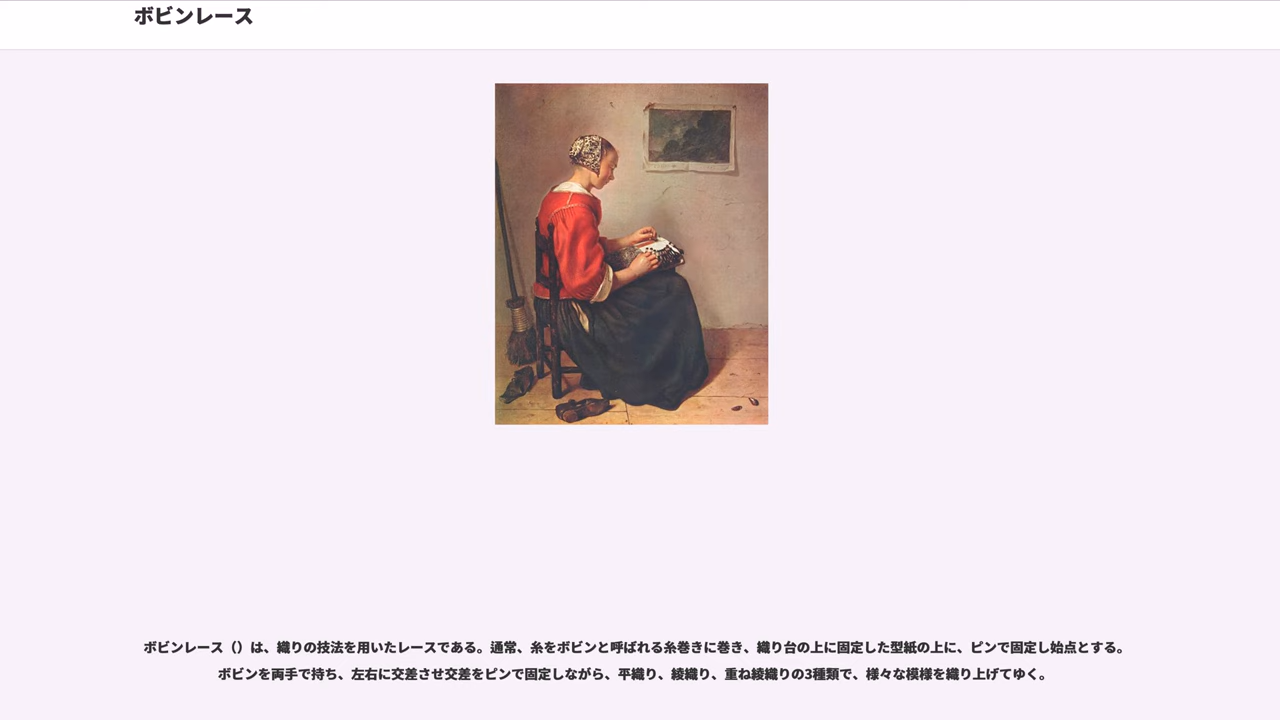 ボビンレース
ボビンレース（）は、織りの技法を用いたレースである。通常、糸をボビンと呼ばれる糸巻きに巻き、織り台の上に固定した型紙の上に、ピンで固定し始点とする。
ボビンを両手で持ち、左右に交差させ交差をピンで固定しながら、平織り、綾織り、重ね綾織りの3種類で、様々な模様を織り上げてゆく。